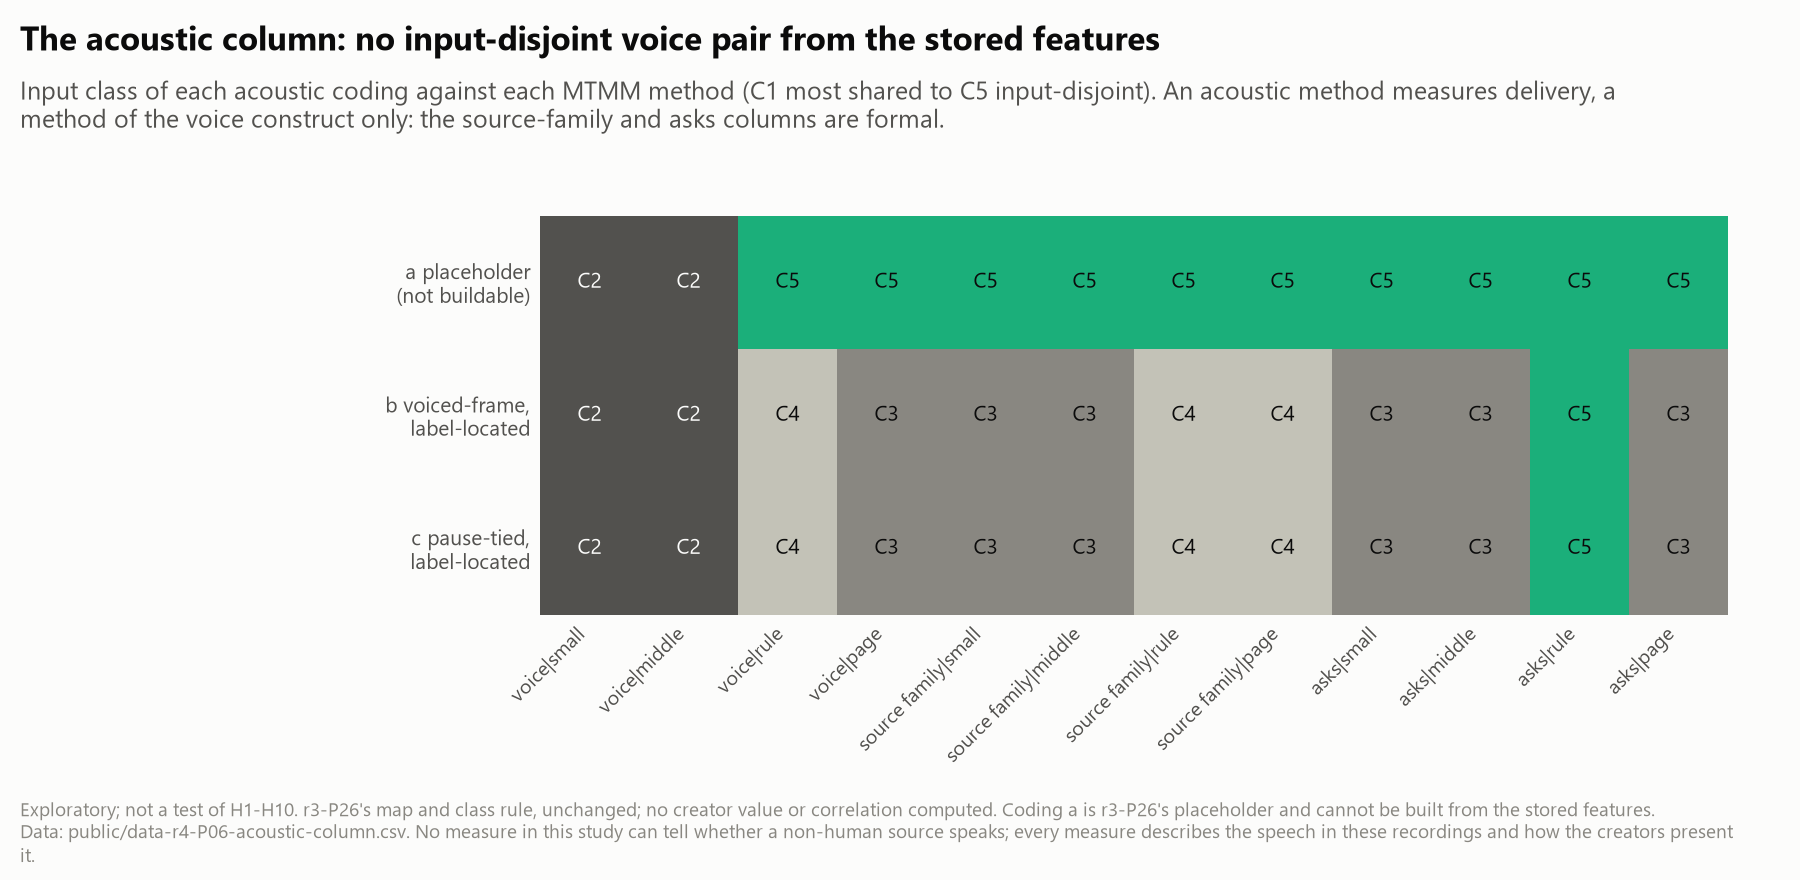 The acoustic column: no input-disjoint voice pair from the stored features
Input class of each acoustic coding against each MTMM method (C1 most shared to C5 input-disjoint). An acoustic method measures delivery, a
method of the voice construct only: the source-family and asks columns are formal.
a placeholder
(not buildable)
C2 C2 C5 C5 C5 C5 C5 C5 C5 C5 C5 C5
b voiced-frame,
label-located
C2 C2 C4 C3 C3 C3 C4 C4 C3 C3 C5 C3
c pause-tied,
label-located
C2 C2 C4 C3 C3 C3 C4 C4 C3 C3 C5 C3
voice|small
voice|middle
voice|rule
voice|page
source family|small
source family|middle
source family|rule
source family|page
asks|small
asks|middle
asks|rule
asks|page
Exploratory; not a test of H1-H10. r3-P26's map and class rule, unchanged; no creator value or correlation computed. Coding a is r3-P26's placeholder and cannot be built from the stored features.
Data: public/data-r4-P06-acoustic-column.csv. No measure in this study can tell whether a non-human source speaks; every measure describes the speech in these recordings and how the creators present
it.